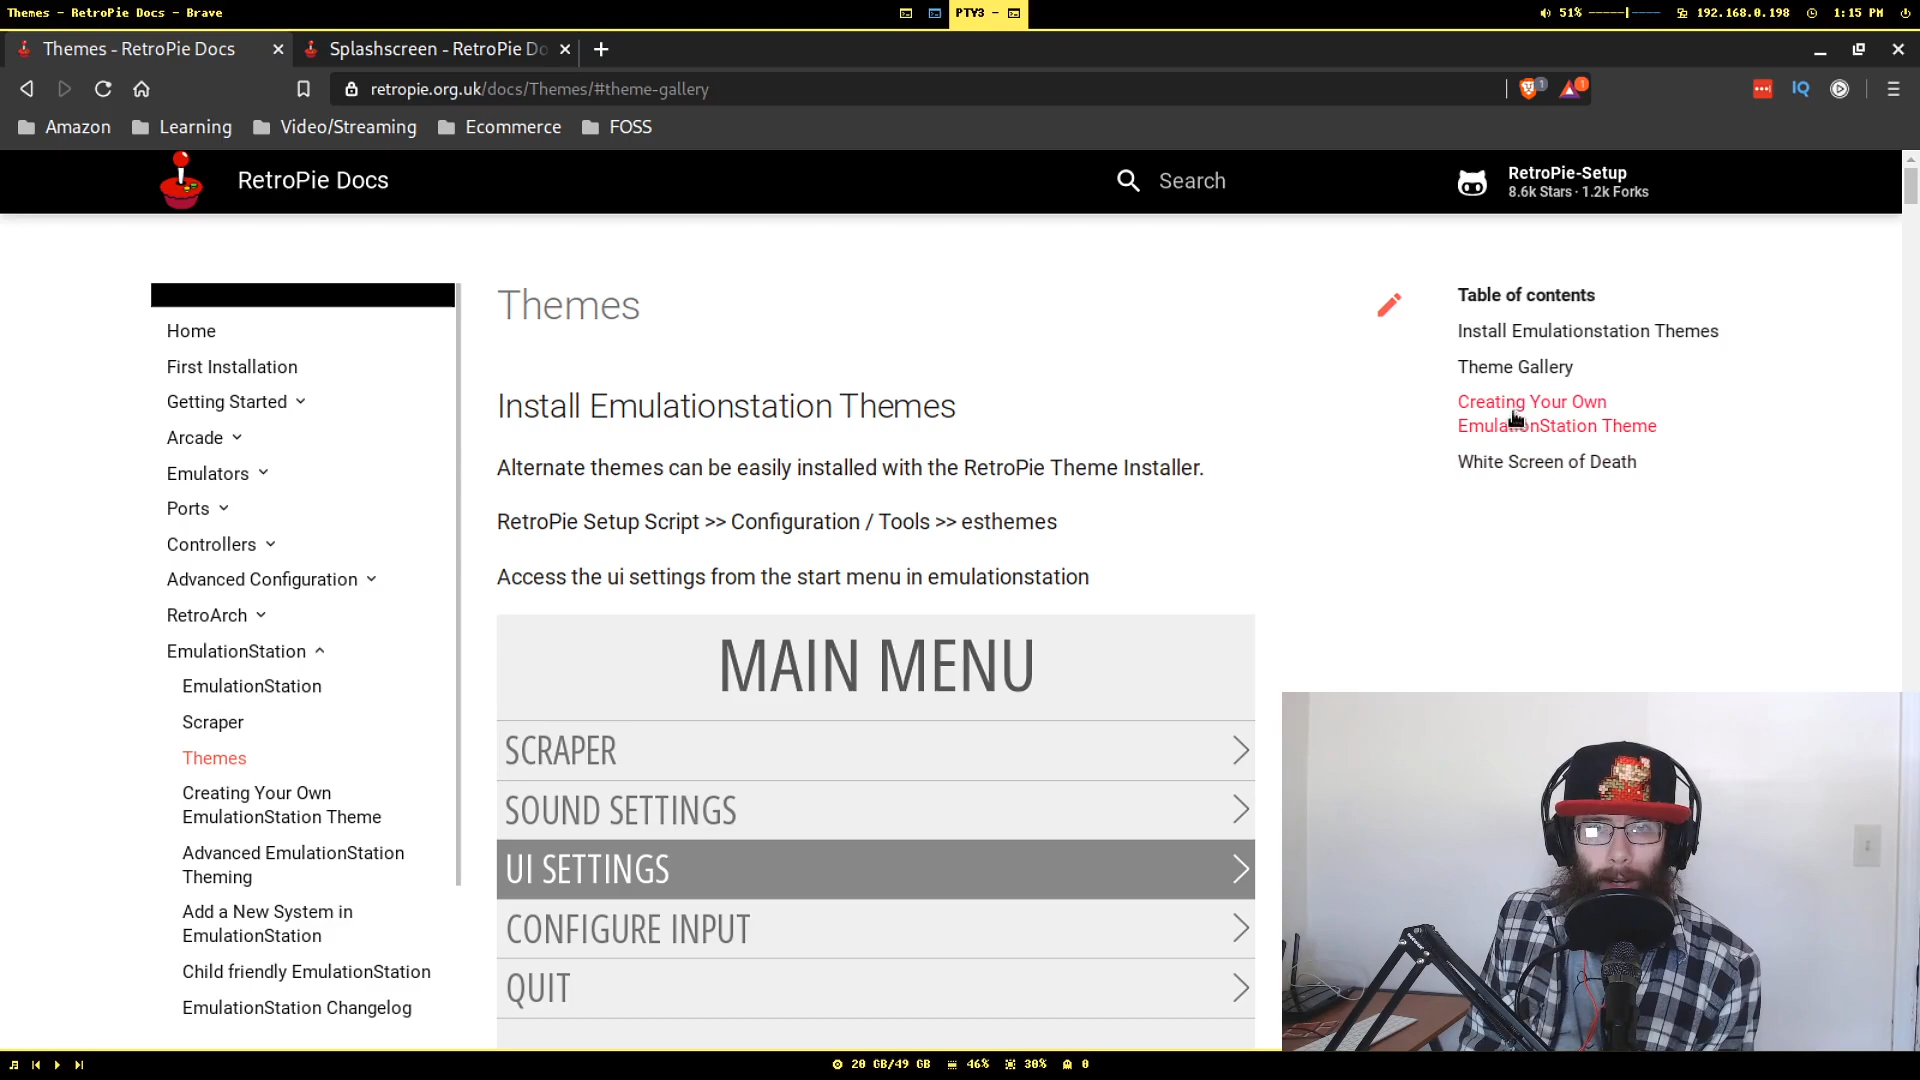 Themes - RetroPie Docs - Brave
PTY3 -
51%
192.168.0.198
1:15 PM
Themes - RetroPie Docs
Splashscreen - RetroPie Do
retropie.org.uk/docs/Themes/#theme-gallery
1
1
IQ
Amazon
Learning
Video/Streaming
Ecommerce
FOSS
RetroPie Docs
Search
RetroPie-Setup
8.6k Stars · 1.2k Forks
Home
First Installation
Getting Started
Arcade
Emulators
Ports
Controllers
Advanced Configuration
RetroArch
EmulationStation
EmulationStation
Scraper
Themes
Creating Your Own
EmulationStation Theme
Advanced EmulationStation
Theming
Add a New System in
EmulationStation
Child friendly EmulationStation
EmulationStation Changelog
Themes
Install Emulationstation Themes
Alternate themes can be easily installed with the RetroPie Theme Installer.
RetroPie Setup Script >> Configuration / Tools >> esthemes
Access the ui settings from the start menu in emulationstation
MAIN MENU
SCRAPER
SOUND SETTINGS
UI SETTINGS
CONFIGURE INPUT
QUIT
Table of contents
Install Emulationstation Themes
Theme Gallery
Creating Your Own
EmulationStation Theme
White Screen of Death
20 GB/49 GB
46%
30%
0